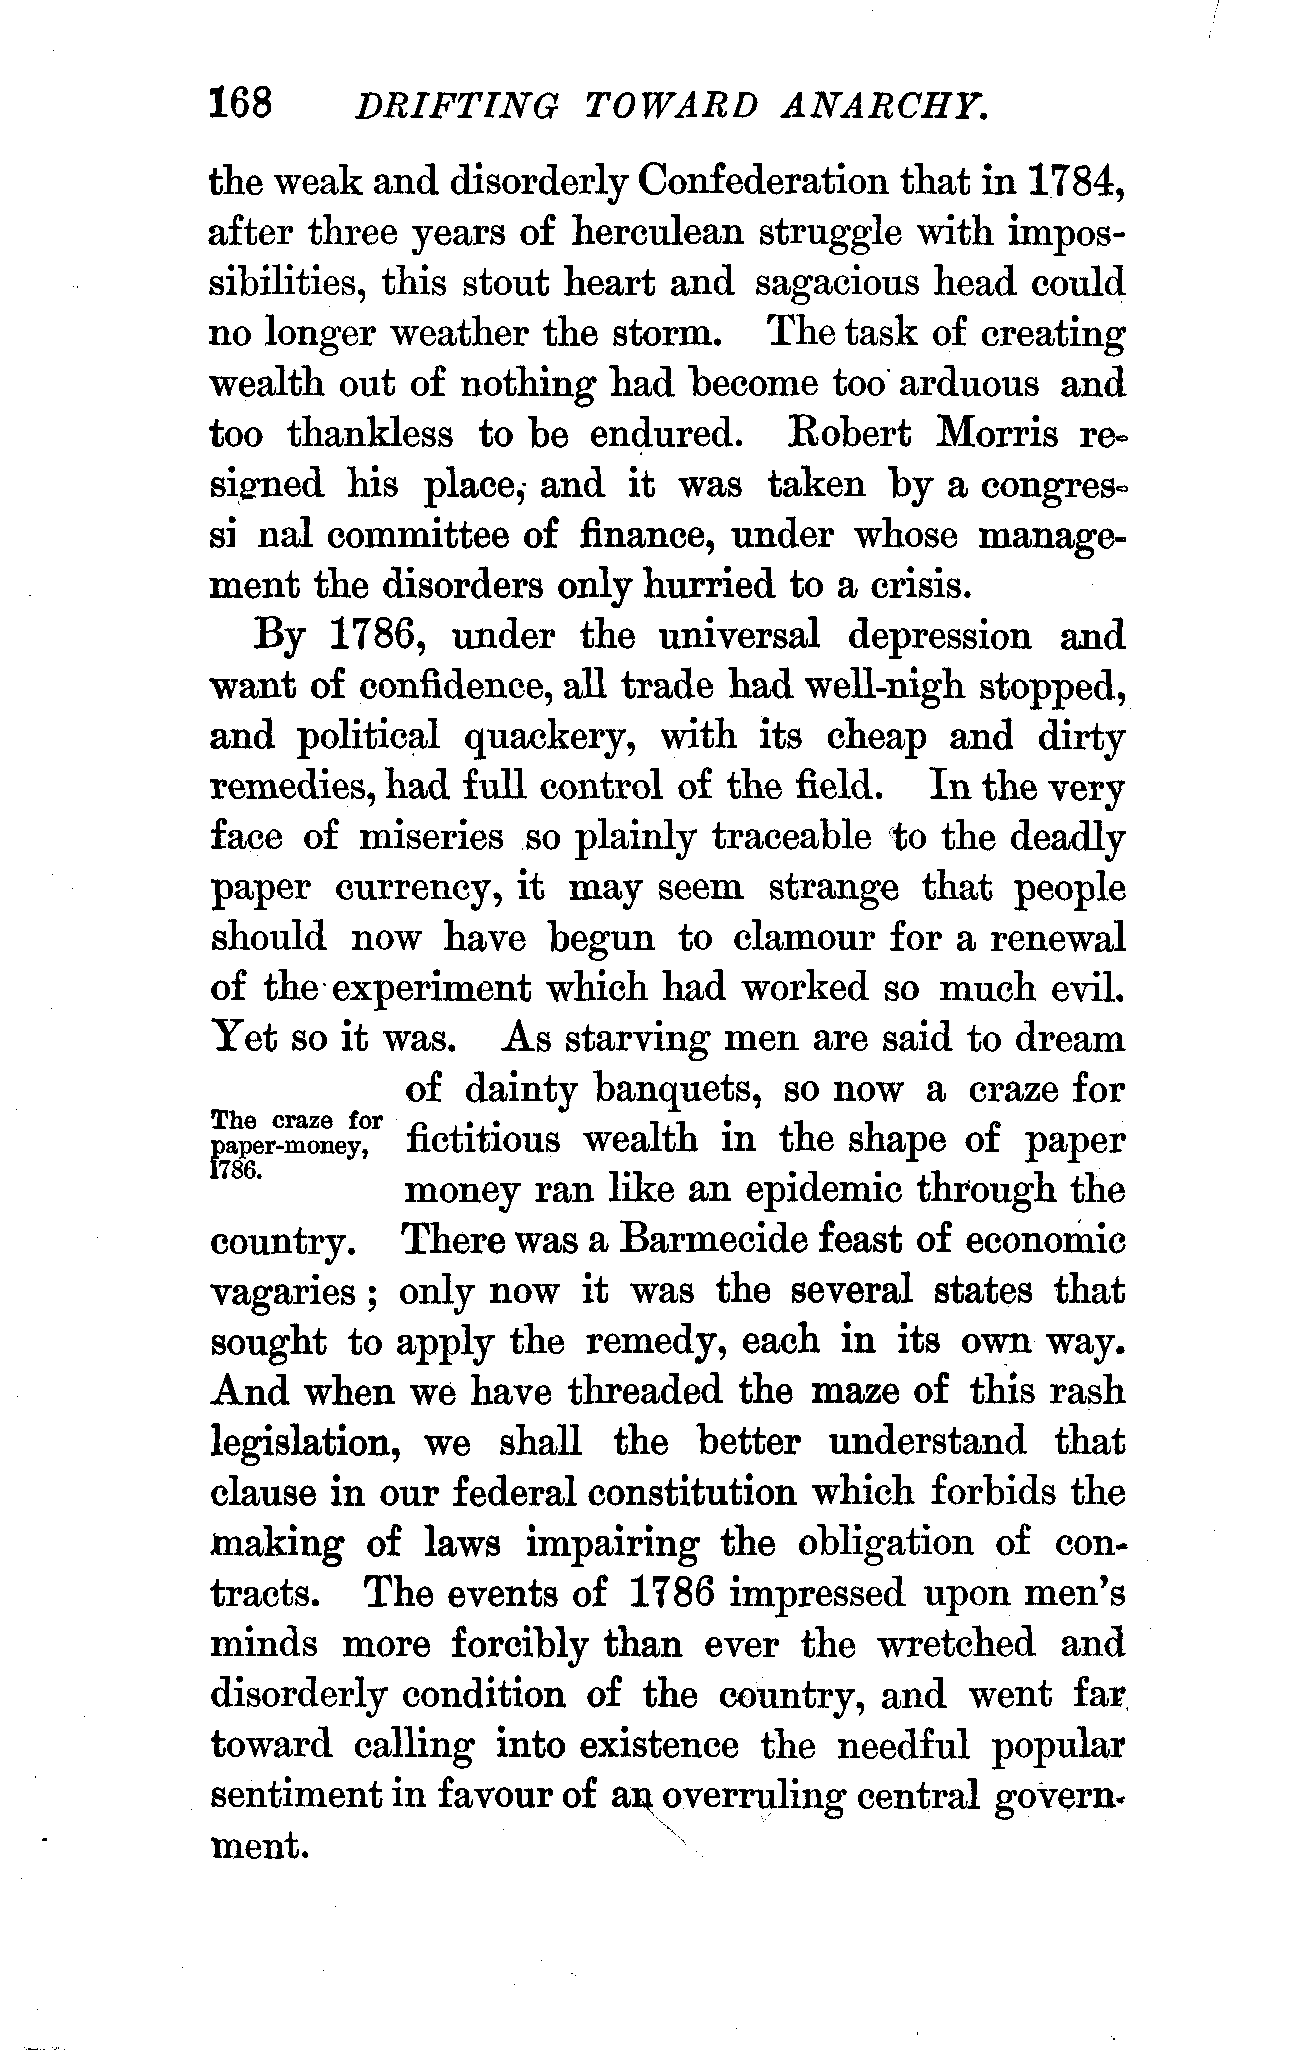 168 DRIFTING TOWARD ANARCHY.
the weak and disorderly Confederation that in 1784,
after three years of herculean struggle with impos-
sibilities, this stout heart and sagacious head could
no longer weather the storm. The task of creating
wealth out of nothing had become too arduous and
too thankless to be endured. Robert Morris re-
signed his place, and it was taken by a congres-
si nal committee of finance, under whose manage-
ment the disorders only hurried to a crisis.
By 1786, under the universal depression and
want of confidence, all trade had well-nigh stopped,
and political quackery, with its cheap and dirty
remedies, had full control of the field. In the very
face of miseries so plainly traceable to the deadly
paper currency, it may seem strange that people
should now have begun to clamour for a renewal
of the experiment which had worked so much evil.
Yet so it was. As starving men are said to dream
of dainty banquets, so now a craze for
The craze for
paper-money,
1786.
fictitious wealth in the shape of paper
money ran like an epidemic through the
country. There was a Barmecide feast of economic
vagaries ; only now it was the several states that
sought to apply the remedy, each in its own way.
And when we have threaded the maze of this rash
legislation, we shall the better understand that
clause in our federal constitution which forbids the
making of laws impairing the obligation of con-
tracts. The events of 1786 impressed upon men's
minds more forcibly than ever the wretched and
disorderly condition of the country, and went far
toward calling into existence the needful popular
sentiment in favour of an overruling central govern-
ment.